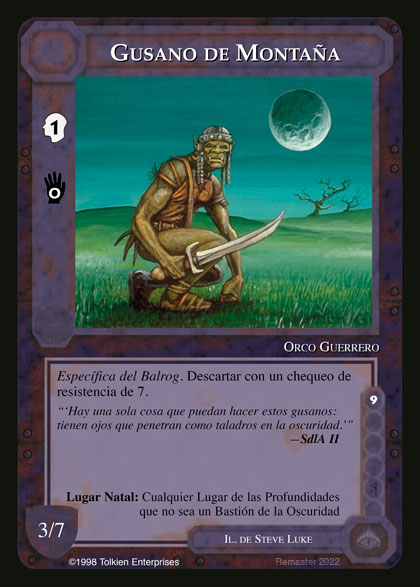 GUSANO DE MONTAÑA
1
0
ORCO GUERRERO
Específica del Balrog. Descartar con un chequeo de
resistencia de 7.
9
“‘Hay una sola cosa que puedan hacer estos gusanos:
tienen ojos que penetran como taladros en la oscuridad.’”
—SdlA II
Lugar Natal: Cualquier Lugar de las Profundidades
que no sea un Bastión de la Oscuridad
3/7
IL. DE STEVE LUKE
©1998 Tolkien Enterprises
Remaster 2022